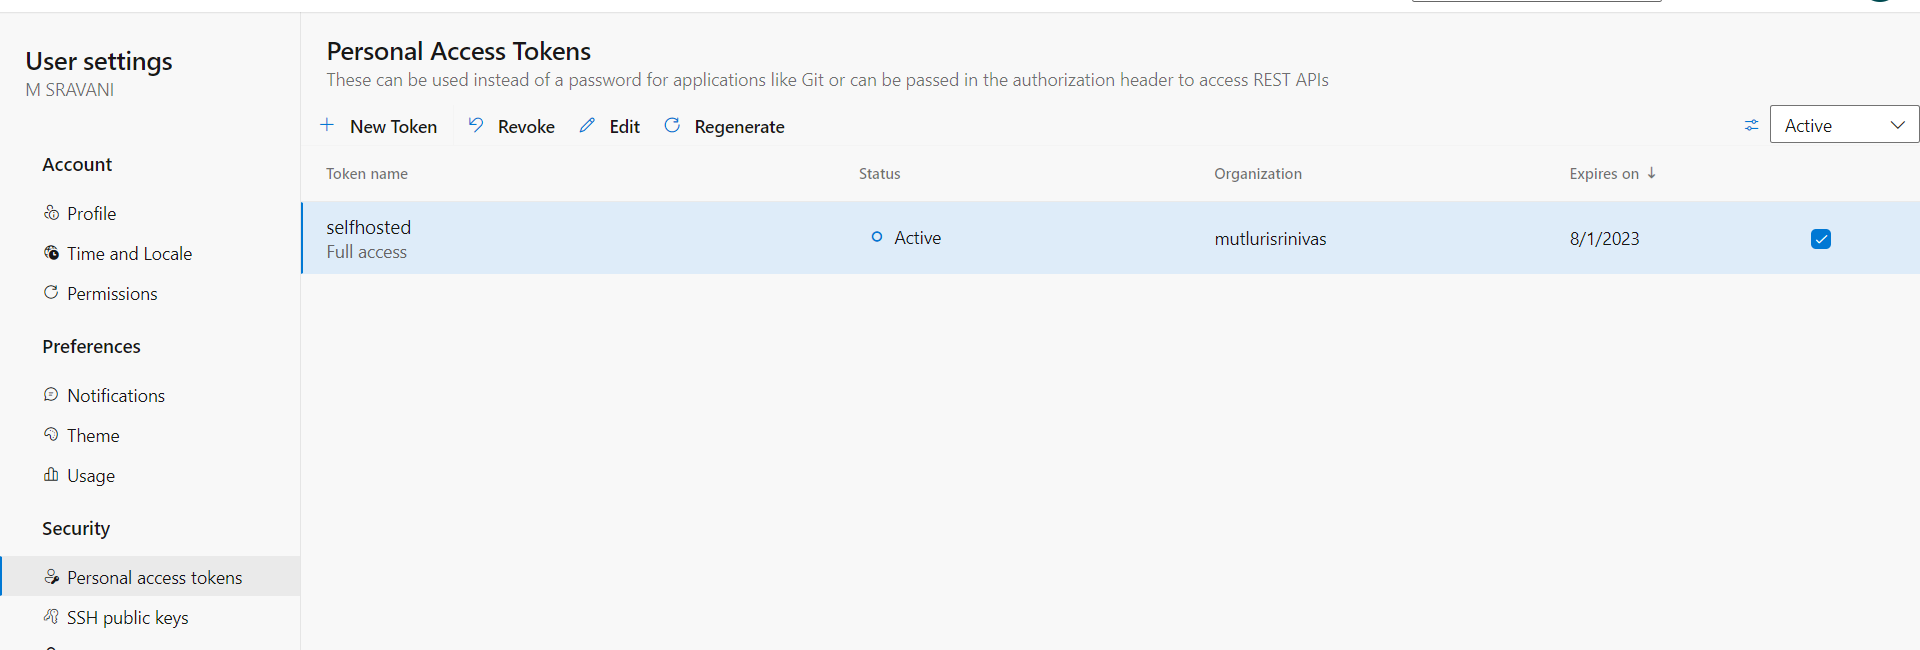 User settings
M SRAVANI
Account
Profile
Time and Locale
Permissions
Preferences
Notifications
Theme
Usage
Security
Personal access tokens
SSH public keys
Personal Access Tokens
These can be used instead of a password for applications like Git or can be passed in the authorization header to access REST APIs
New Token Revoke Edit Regenerate Active
Token name Status Organization Expires on
selfhosted Active mutlurisrinivas 8/1/2023
Full access